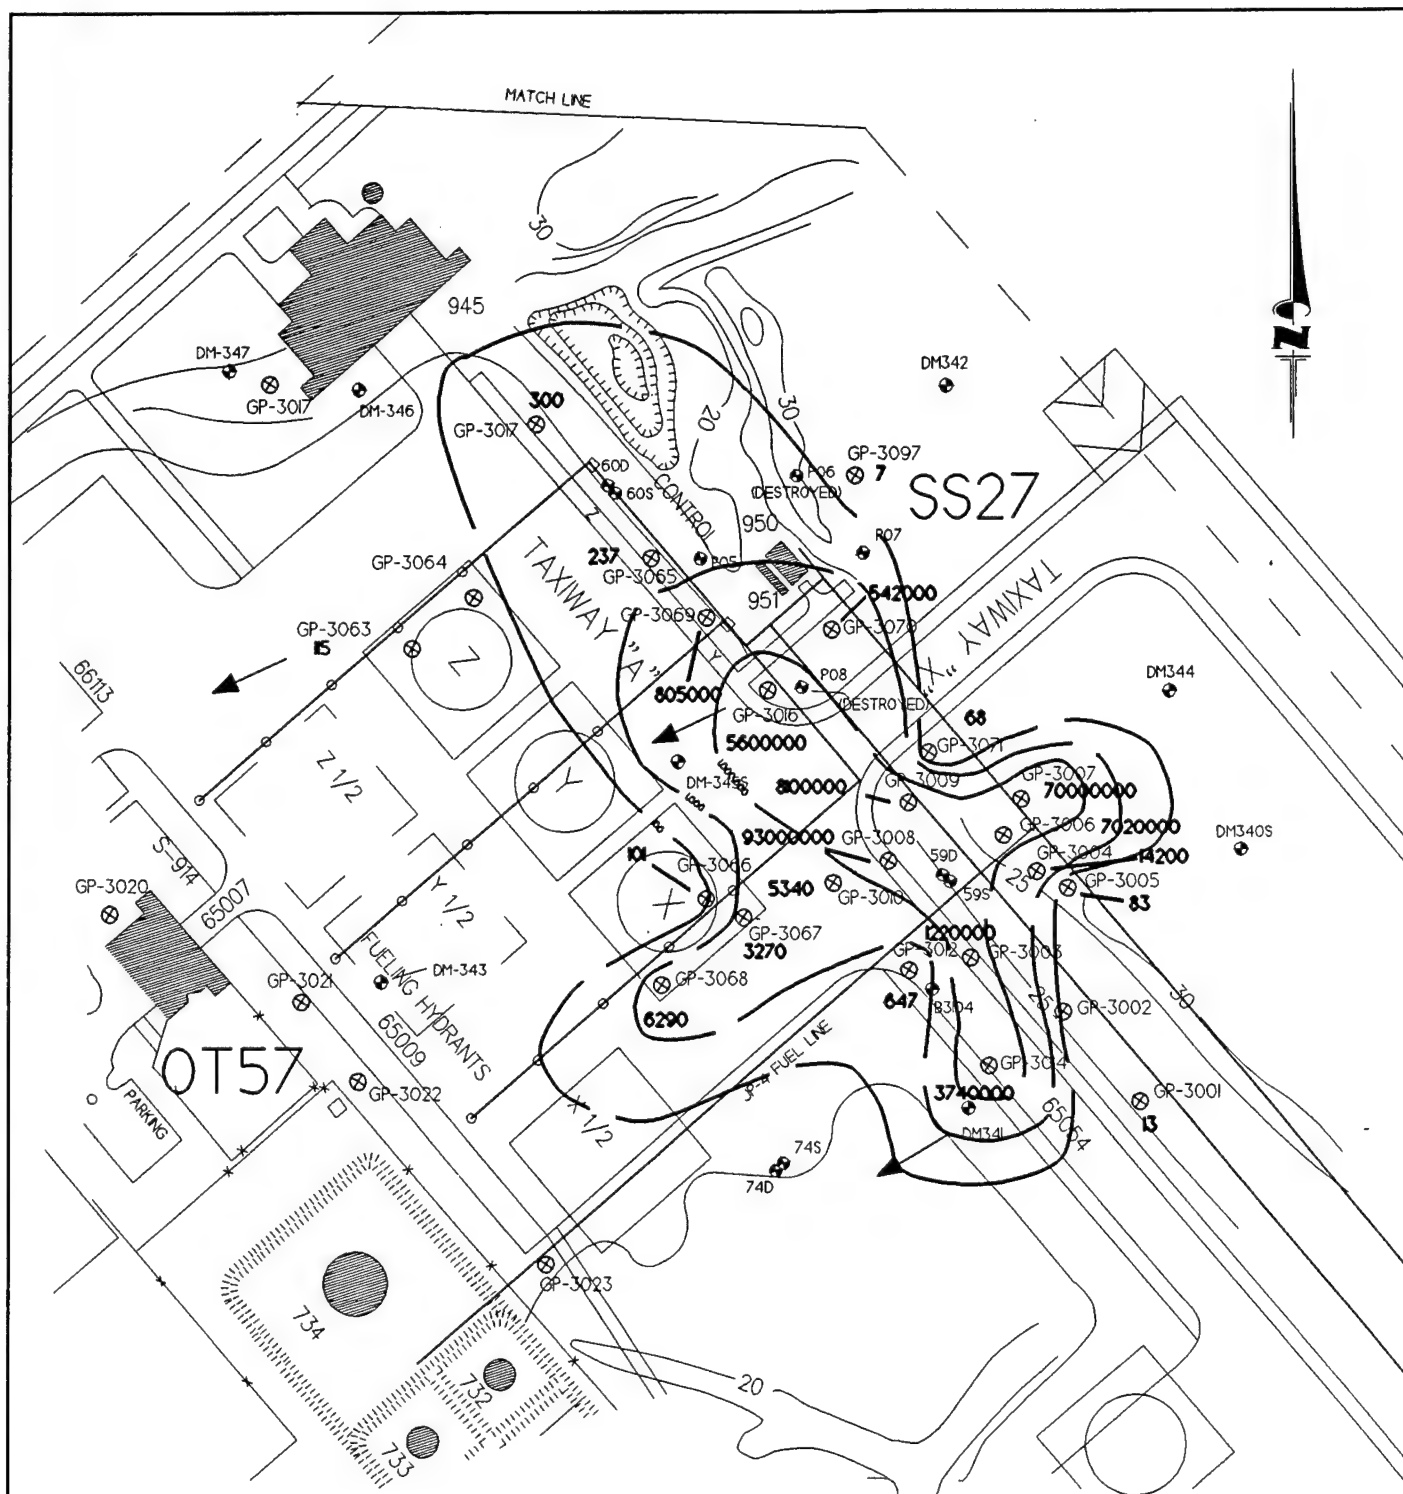 MATCH LINE
30
945
DM-347
GP-3017
DM-346
300
GP-3017
20
30
DM342
GP-3097
7
P06
(DESTROYED)
SS27
60D
60S
CONTROL
Z
950
P07
237
GP-3065
P05
TAXIWAY "A"
951
542000
GP-3070
TAXIWAY "X"
GP-3064
GP-3063
115
Z
GP-3069
Y
805000
P08
(DESTROYED)
GP-3016
5600000
DM344
68
GP-3071
66113
Z 1/2
Y
DM-345S
1,000
100
GP-3009
8100000
GP-3007
70000000
GP-3006
7020000
DM340S
93000000
GP-3008
GP-3004
14200
S-914
101
GP-3066
X
5340
GP-3010
59D
59S
25
GP-3005
83
GP-3020
65007
Y 1/2
FUELING HYDRANTS
DM-343
GP-3067
3270
1220000
GP-3012
GP-3003
GP-3021
GP-3068
6290
647
B3104
25
GP-3002
30
65009
OT57
GP-3022
PARKING
JP-4 FUEL LINE
GP-3014
3740000
DM341
65054
GP-3001
13
X 1/2
74S
74D
GP-3023
734
732
733
20
N